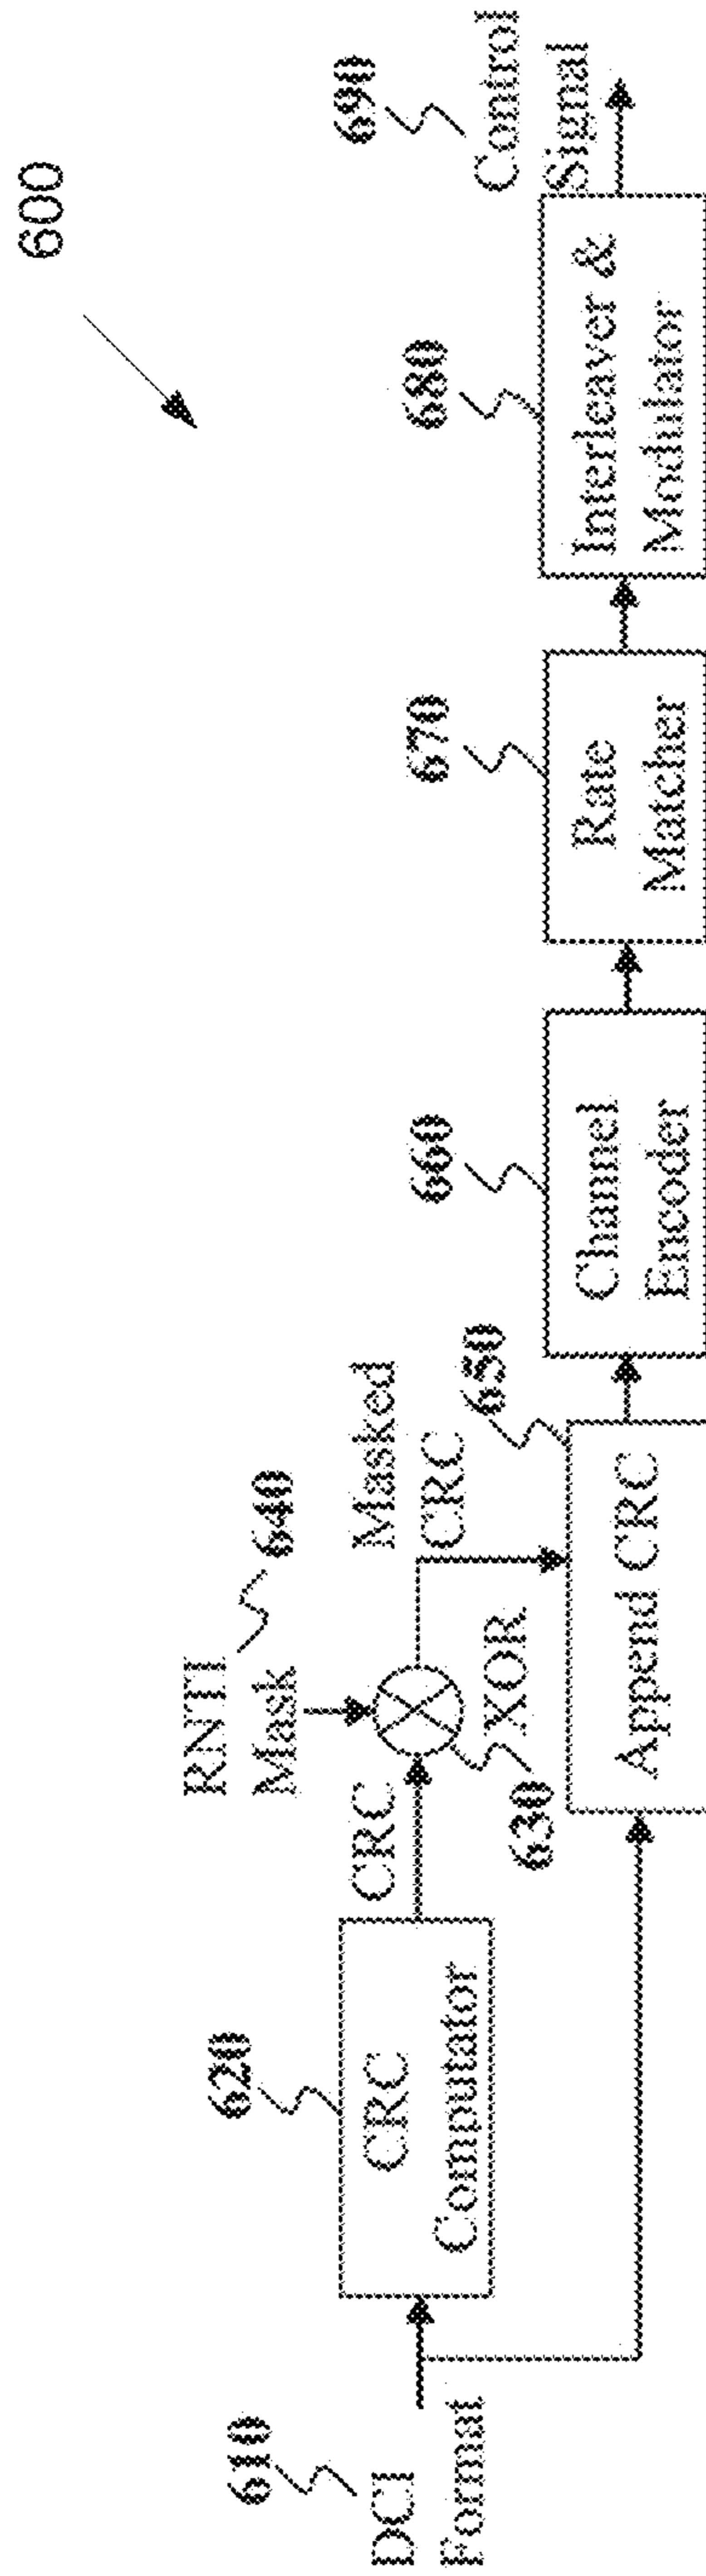 600
610
DCI
Format
620
CRC
Computator
CRC
630
XOR
RNTI
Mask
640
Masked
CRC
650
Append CRC
660
Channel
Encoder
670
Rate
Matcher
680
Interleaver &
Modulator
690
Control
Signal